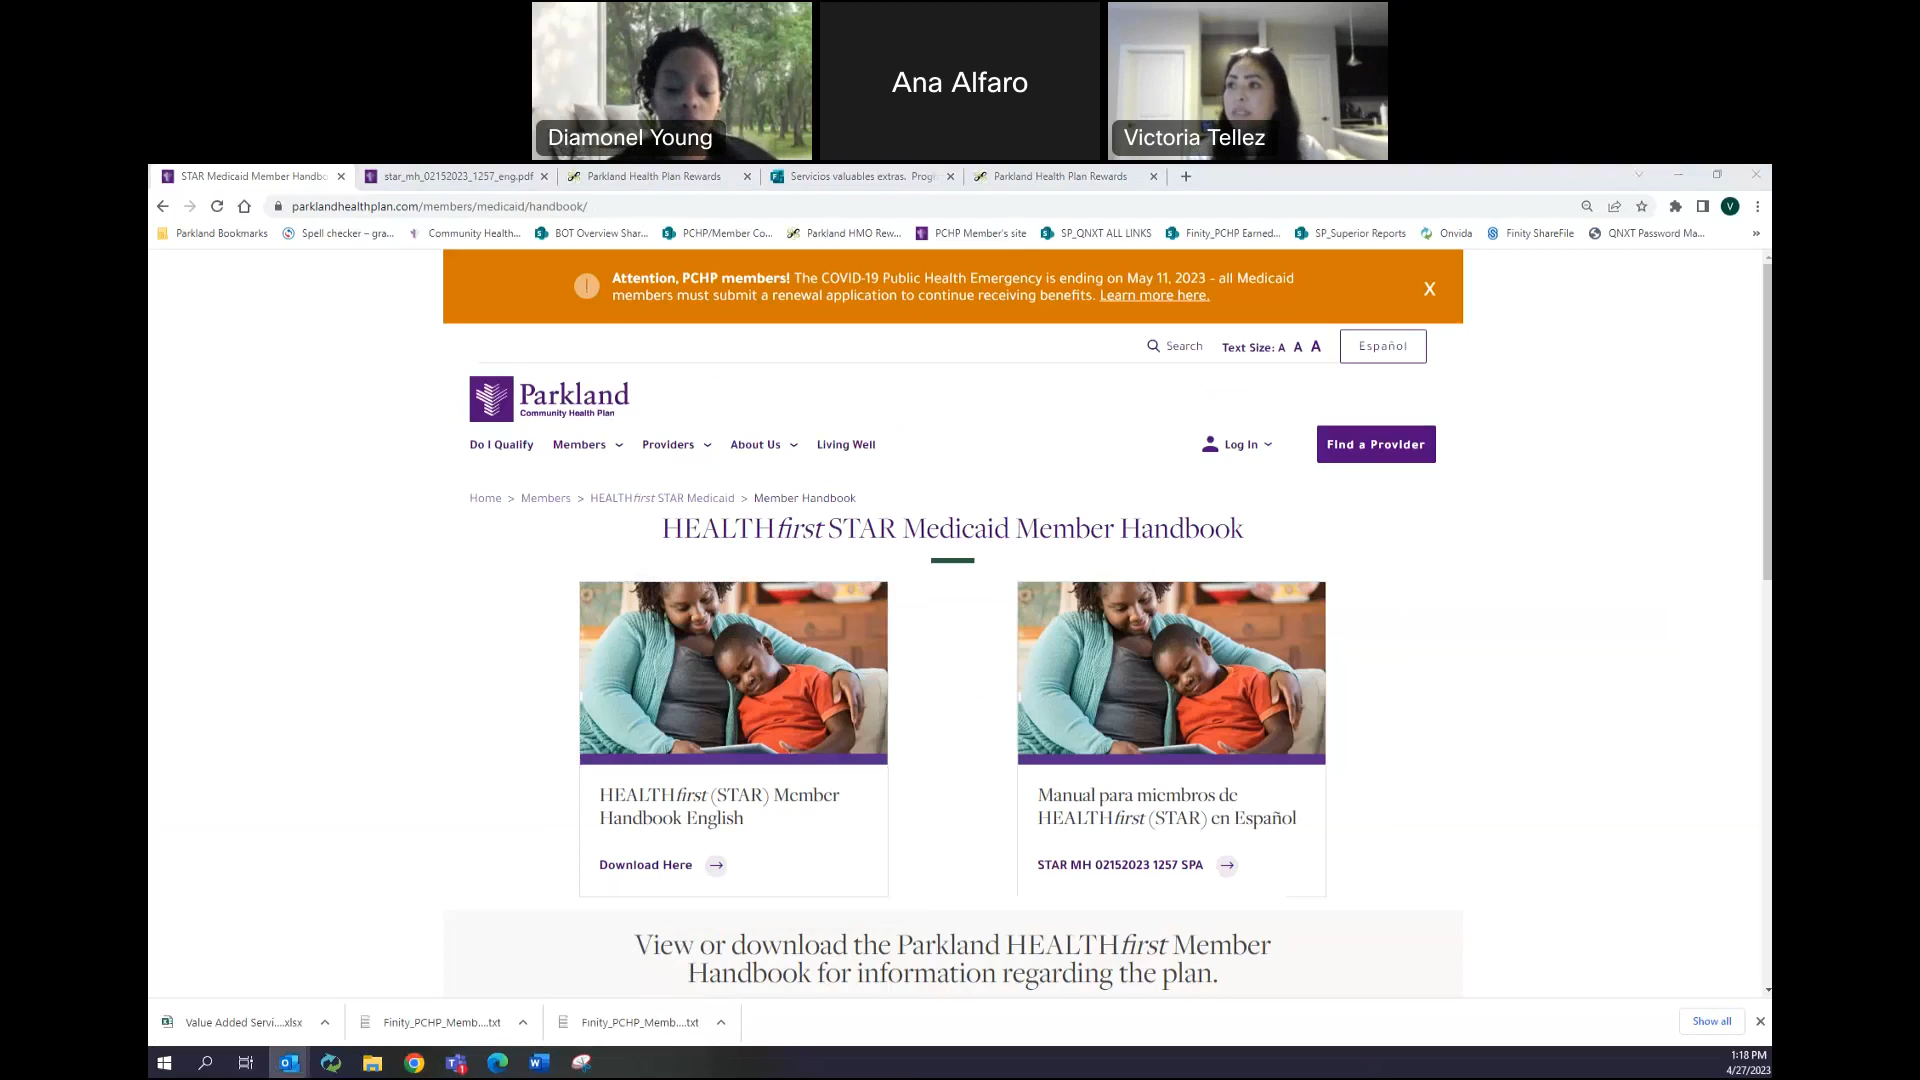 Diamonel Young
Ana Alfaro
Victoria Tellez
STAR Medicaid Member Handbo
star_mh_02152023_1257_eng.pdf
Parkland Health Plan Rewards
Servicios valuables extras. Progr
Parkland Health Plan Rewards
parklandhealthplan.com/members/medicaid/handbook/
V
Parkland Bookmarks
Spell checker – gra...
Community Health...
BOT Overview Shar...
PCHP/Member Co...
Parkland HMO Rew...
PCHP Member's site
SP_QNXT ALL LINKS
Finity_PCHP Earned...
SP_Superior Reports
Onvida
Finity ShareFile
QNXT Password Ma...
Attention, PCHP members! The COVID-19 Public Health Emergency is ending on May 11, 2023 - all Medicaid
members must submit a renewal application to continue receiving benefits. Learn more here.
X
Search
Text Size: A A A
Español
Parkland
Community Health Plan
Do I Qualify
Members
Providers
About Us
Living Well
Log In
Find a Provider
Home > Members > HEALTHfirst STAR Medicaid > Member Handbook
HEALTHfirst STAR Medicaid Member Handbook
HEALTHfirst (STAR) Member
Handbook English
Download Here
Manual para miembros de
HEALTHfirst (STAR) en Español
STAR MH 02152023 1257 SPA
View or download the Parkland HEALTHfirst Member
Handbook for information regarding the plan.
Value Added Servi....xlsx
Finity_PCHP_Memb....txt
Finity_PCHP_Memb....txt
Show all
1:18 PM
4/27/2023